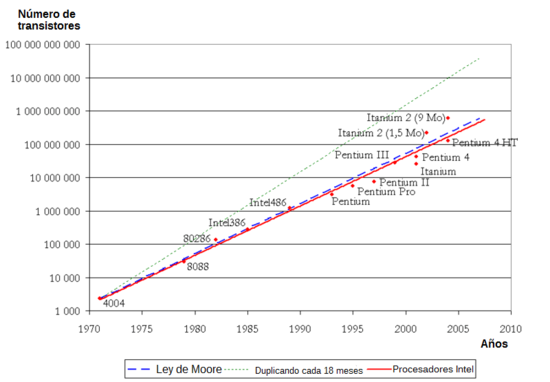 Número de
transistores
100 000 000 000
10 000 000 000
1 000 000 000
100 000 000
10 000 000
1 000 000
100 000
10 000
1 000
Itanium 2 (9 Mo)
Itanium 2 (1,5 Mo)
Pentium 4 HT
Pentium III
Pentium 4
Itanium
Pentium II
Pentium Pro
Pentium
Intel486
Intel386
80286
8088
4004
1970 1975 1980 1985 1990 1995 2000 2005 2010
Años
Ley de Moore Duplicando cada 18 meses Procesadores Intel